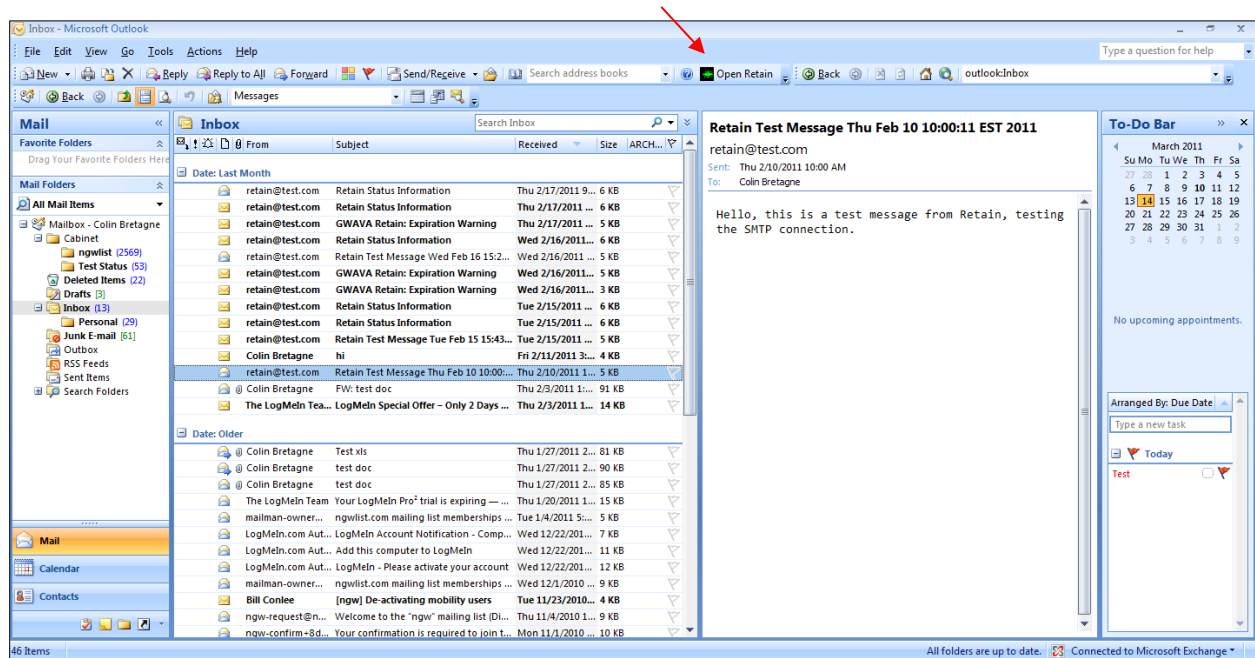 Inbox - Microsoft Outlook
File Edit View Go Tools Actions Help Type a question for help
New Reply Reply to All Forward Send/Receive Search address books Open Retain Back outlook:Inbox
Back Messages
Mail «
Favorite Folders
Drag Your Favorite Folders Here
Mail Folders
All Mail Items
Mailbox - Colin Bretagne
Cabinet
ngwlist (2569)
Test Status (53)
Deleted Items (22)
Drafts [3]
Inbox (13)
Personal (29)
Junk E-mail [61]
Outbox
RSS Feeds
Sent Items
Search Folders
Mail
Calendar
Contacts
Inbox Search Inbox
From Subject Received Size ARCH...
Date: Last Month
retain@test.com Retain Status Information Thu 2/17/2011 9... 6 KB
retain@test.com Retain Status Information Thu 2/17/2011 ... 6 KB
retain@test.com GWAVA Retain: Expiration Warning Thu 2/17/2011 ... 5 KB
retain@test.com Retain Status Information Wed 2/16/2011... 6 KB
retain@test.com Retain Test Message Wed Feb 16 15:2... Wed 2/16/2011 ... 5 KB
retain@test.com GWAVA Retain: Expiration Warning Wed 2/16/2011... 5 KB
retain@test.com GWAVA Retain: Expiration Warning Wed 2/16/2011... 3 KB
retain@test.com Retain Status Information Tue 2/15/2011 ... 6 KB
retain@test.com Retain Status Information Tue 2/15/2011 ... 6 KB
retain@test.com Retain Test Message Tue Feb 15 15:43... Tue 2/15/2011 ... 5 KB
Colin Bretagne hi Fri 2/11/2011 3:... 4 KB
retain@test.com Retain Test Message Thu Feb 10 10:00:... Thu 2/10/2011 1... 5 KB
Colin Bretagne FW: test doc Thu 2/3/2011 1:... 91 KB
The LogMeIn Tea... LogMeIn Special Offer – Only 2 Days ... Thu 2/3/2011 1... 14 KB
Date: Older
Colin Bretagne Test xls Thu 1/27/2011 2... 81 KB
Colin Bretagne test doc Thu 1/27/2011 2... 90 KB
Colin Bretagne test doc Thu 1/27/2011 2... 85 KB
The LogMeIn Team Your LogMeIn Pro² trial is expiring — ... Thu 1/20/2011 1... 15 KB
mailman-owner... ngwlist.com mailing list memberships ... Tue 1/4/2011 5:... 5 KB
LogMeIn.com Aut... LogMeIn Account Notification - Comp... Wed 12/22/201... 7 KB
LogMeIn.com Aut... Add this computer to LogMeIn Wed 12/22/201... 11 KB
LogMeIn.com Aut... LogMeIn - Please activate your account Wed 12/22/201... 12 KB
mailman-owner... ngwlist.com mailing list memberships ... Wed 12/1/2010 ... 9 KB
Bill Conlee [ngw] De-activating mobility users Tue 11/23/2010... 4 KB
ngw-request@n... Welcome to the "ngw" mailing list (Di... Thu 11/4/2010 1... 9 KB
ngw-confirm+8d... Your confirmation is required to join t... Mon 11/1/2010 ... 10 KB
Retain Test Message Thu Feb 10 10:00:11 EST 2011
retain@test.com
Sent: Thu 2/10/2011 10:00 AM
To: Colin Bretagne
Hello, this is a test message from Retain, testing
the SMTP connection.
To-Do Bar » ×
March 2011
Su Mo Tu We Th Fr Sa
27 28 1 2 3 4 5
6 7 8 9 10 11 12
13 14 15 16 17 18 19
20 21 22 23 24 25 26
27 28 29 30 31 1 2
3 4 5 6 7 8 9
No upcoming appointments.
Arranged By: Due Date
Type a new task
Today
Test
46 Items All folders are up to date. Connected to Microsoft Exchange